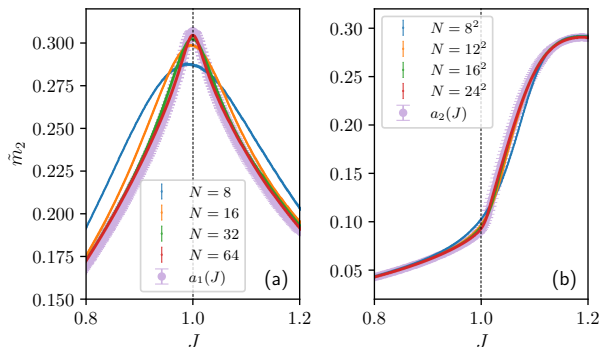 0.300
0.275
0.250
0.225
0.200
0.175
0.150
m̃₂
0.8
1.0
1.2
J
N = 8
N = 16
N = 32
N = 64
a₁(J)
(a)
0.30
0.25
0.20
0.15
0.10
0.05
0.8
1.0
1.2
J
N = 8²
N = 12²
N = 16²
N = 24²
a₂(J)
(b)